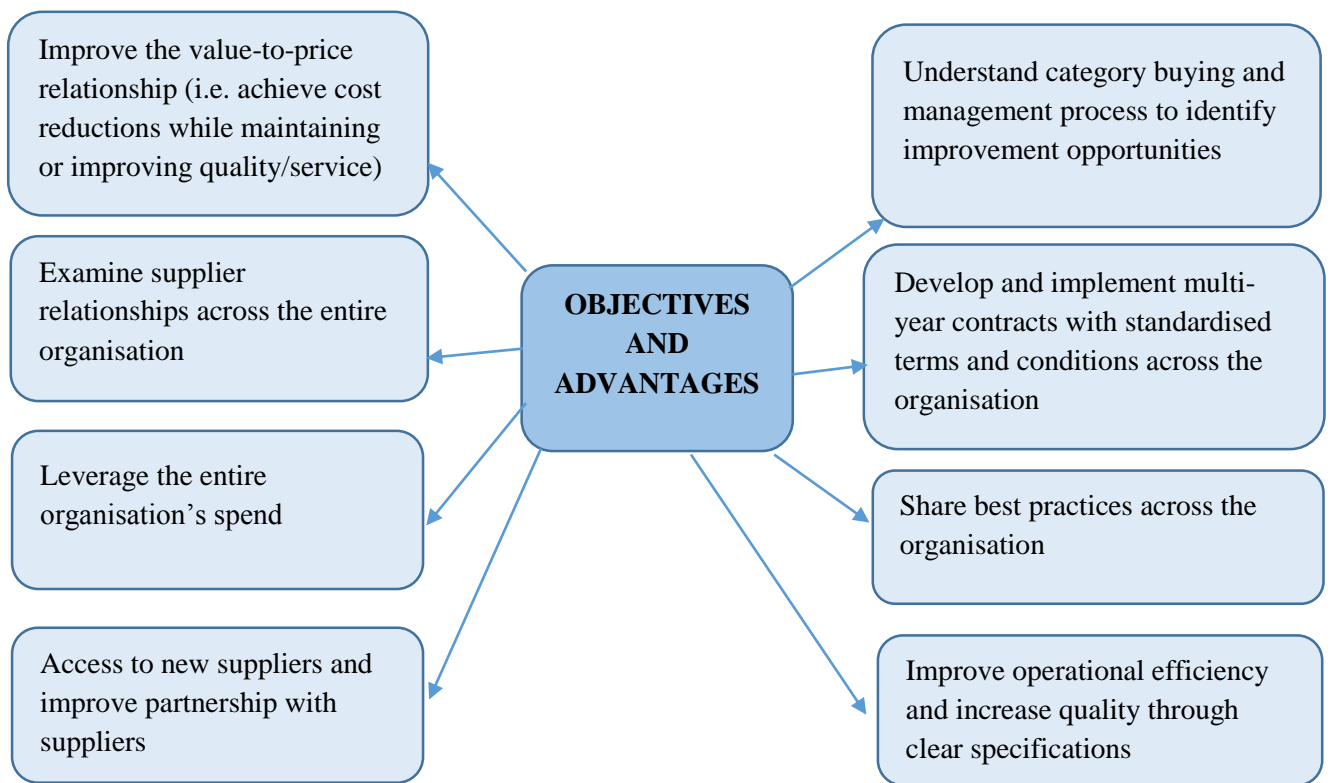 Improve the value-to-price
relationship (i.e. achieve cost
reductions while maintaining
or improving quality/service)
Examine supplier
relationships across the entire
organisation
Leverage the entire
organisation’s spend
Access to new suppliers and
improve partnership with
suppliers
OBJECTIVES
AND
ADVANTAGES
Understand category buying and
management process to identify
improvement opportunities
Develop and implement multi-
year contracts with standardised
terms and conditions across the
organisation
Share best practices across the
organisation
Improve operational efficiency
and increase quality through
clear specifications